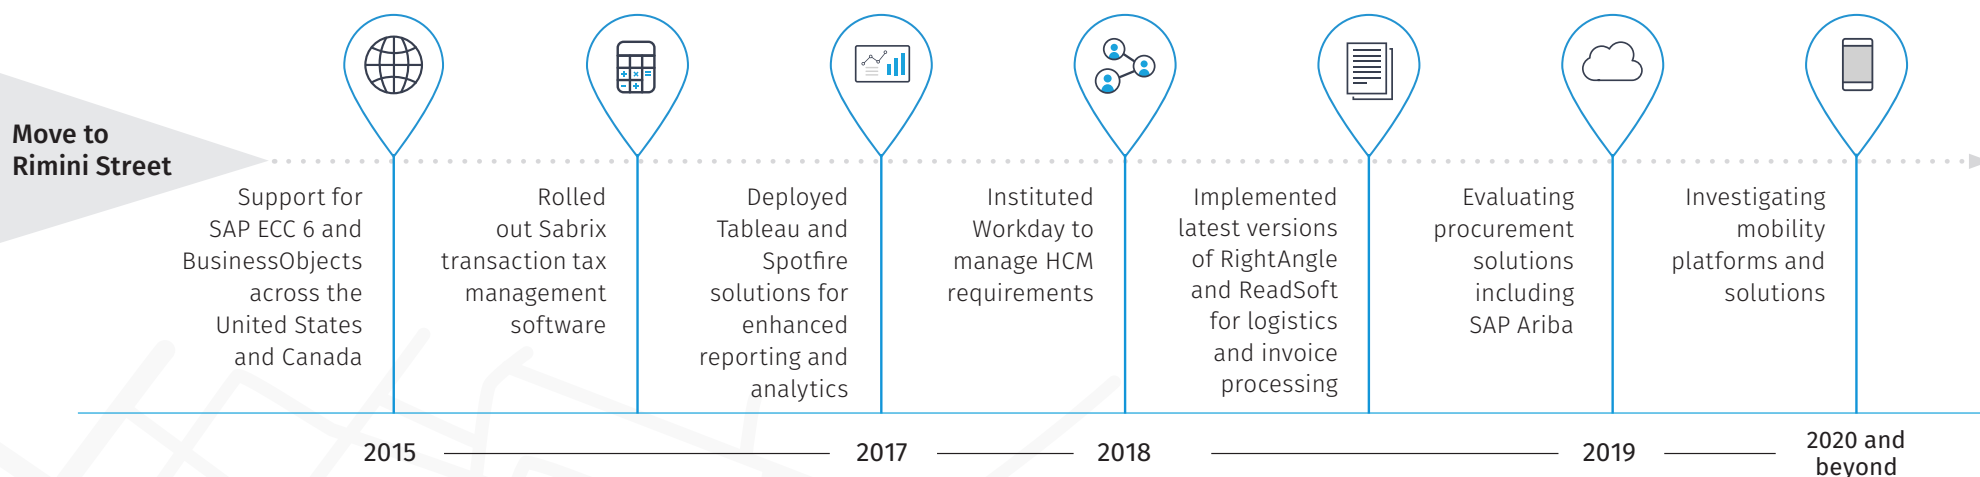 Move to
Rimini Street
Support for
SAP ECC 6 and
BusinessObjects
across the
United States
and Canada
Rolled
out Sabrix
transaction tax
management
software
Deployed
Tableau and
Spotfire
solutions for
enhanced
reporting and
analytics
Instituted
Workday to
manage HCM
requirements
Implemented
latest versions
of RightAngle
and ReadSoft
for logistics
and invoice
processing
Evaluating
procurement
solutions
including
SAP Ariba
Investigating
mobility
platforms and
solutions
2015
2017
2018
2019
2020 and
beyond